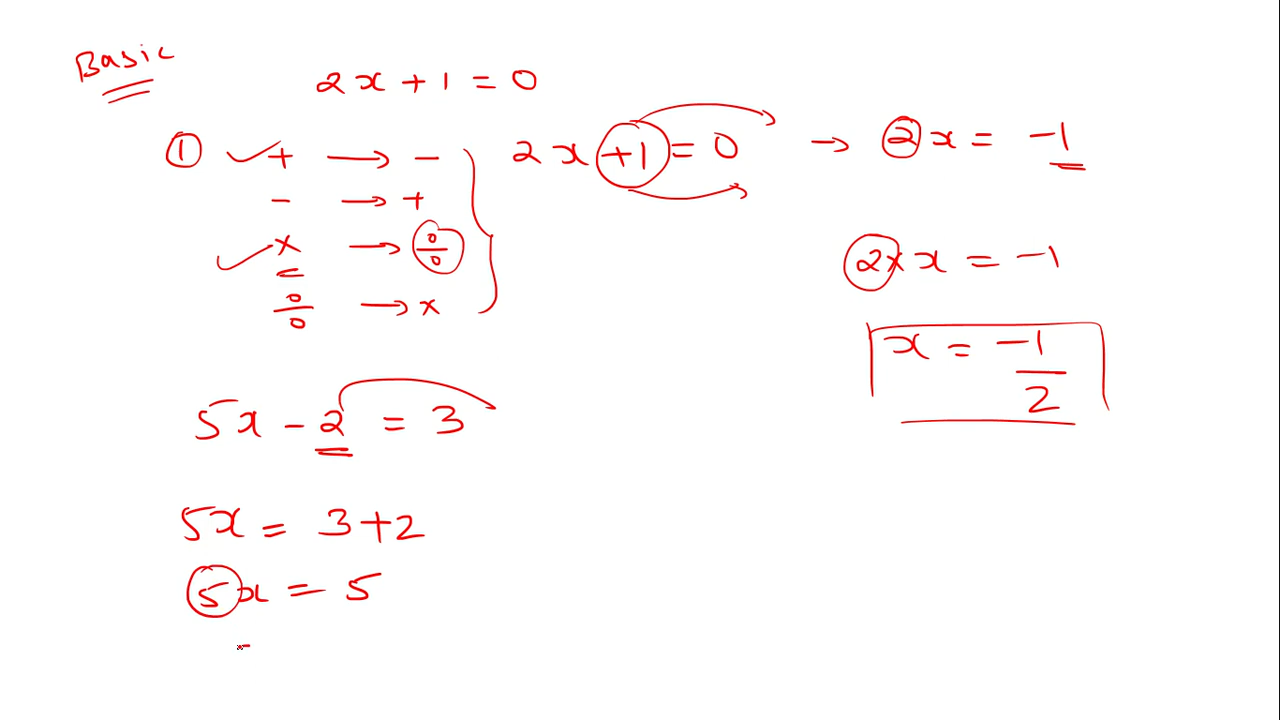 Basic
2x + 1 = 0
① + → -
- → +
× → ÷
÷ → ×
2x + 1 = 0 → 2x = -1
2 × x = -1
x = -1/2
5x - 2 = 3
5x = 3 + 2
5x = 5